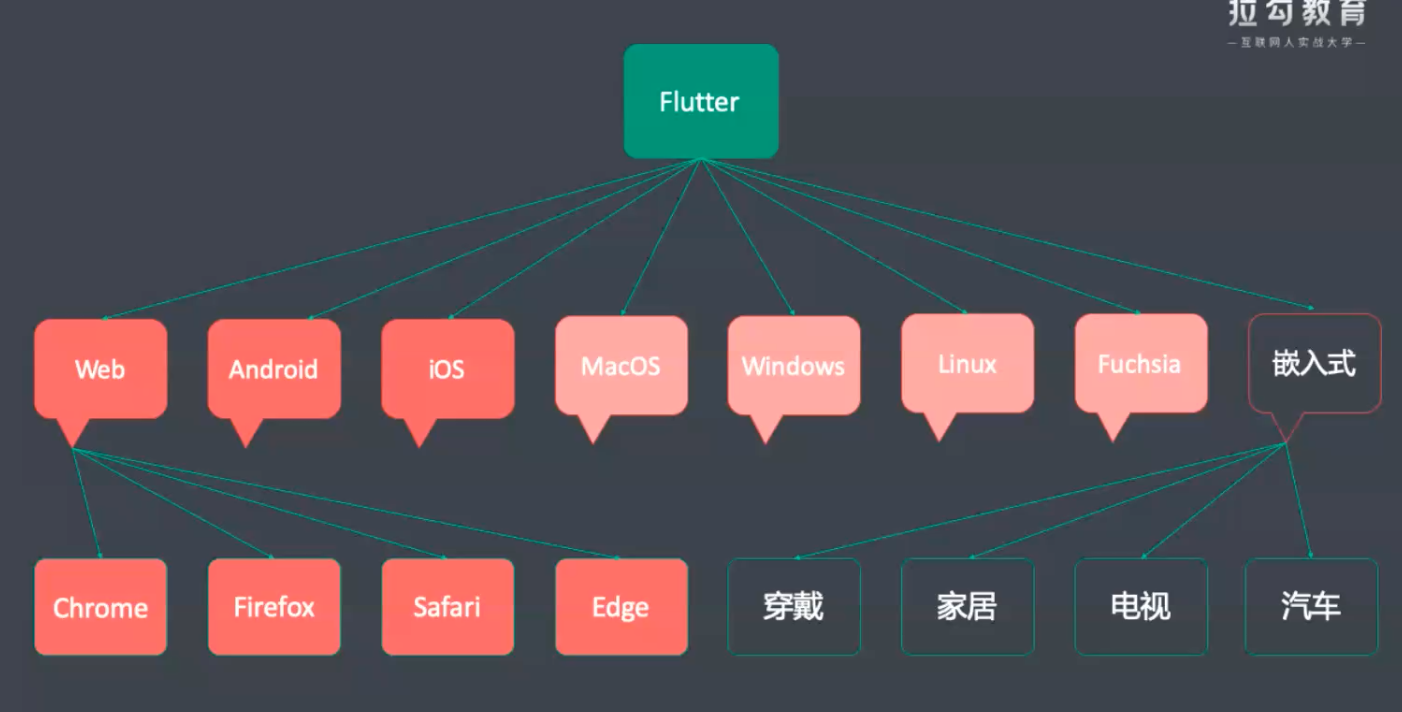 拉勾教育
—互联网人实战大学—
Flutter
Web
Android
iOS
MacOS
Windows
Linux
Fuchsia
嵌入式
Chrome
Firefox
Safari
Edge
穿戴
家居
电视
汽车